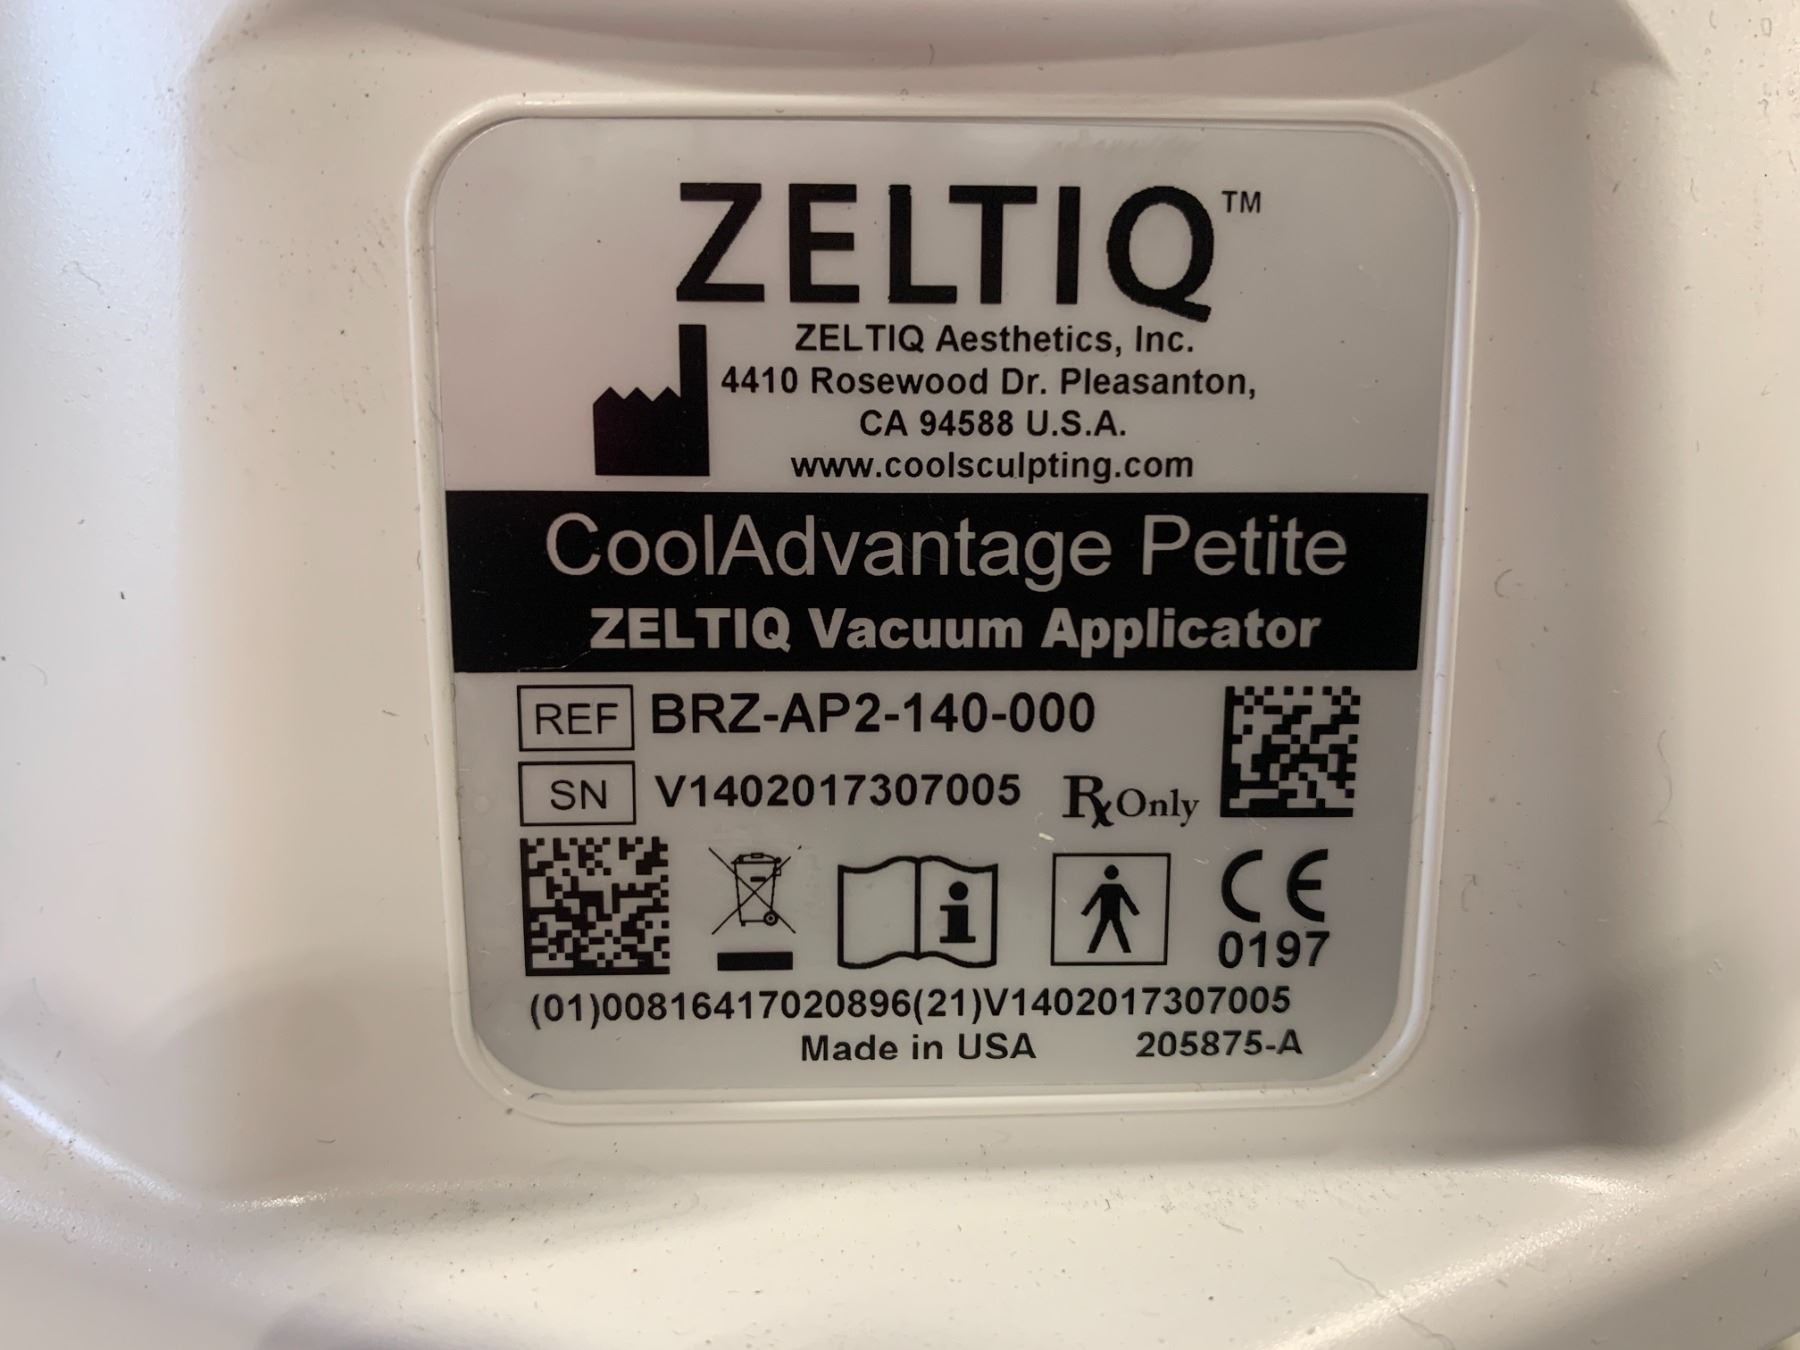 ZELTIQ™
ZELTIQ Aesthetics, Inc.
4410 Rosewood Dr. Pleasanton,
CA 94588 U.S.A.
www.coolsculpting.com
CoolAdvantage Petite
ZELTIQ Vacuum Applicator
REF BRZ-AP2-140-000
SN V1402017307005 Rx Only
CE
0197
(01)00816417020896(21)V1402017307005
Made in USA 205875-A